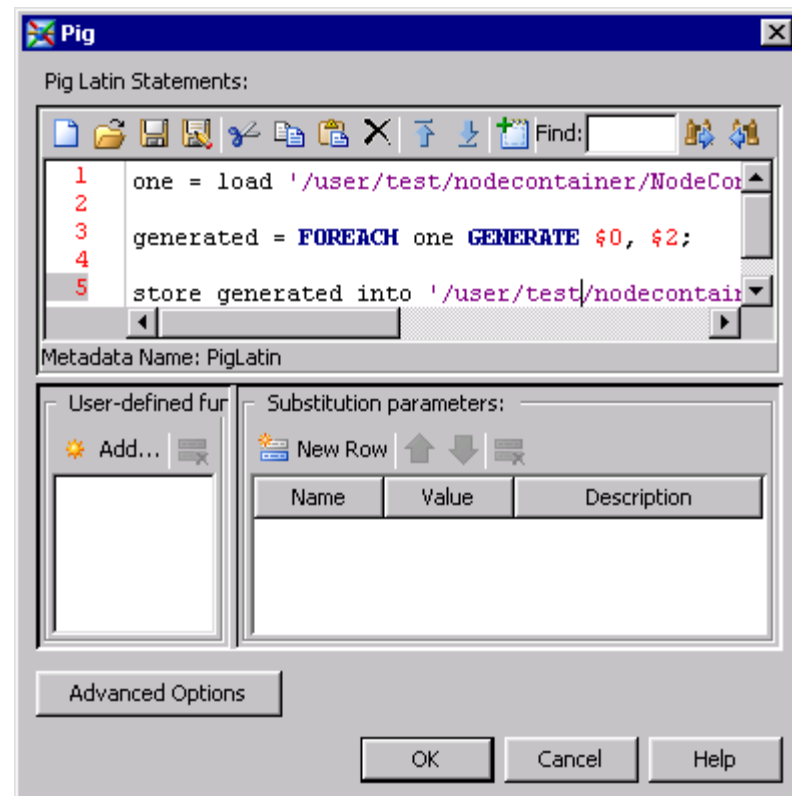 Pig
Pig Latin Statements:
Find:
1 one = load '/user/test/nodecontainer/NodeCon
2
3 generated = FOREACH one GENERATE $0, $2;
4
5 store generated into '/user/test/nodecontain
Metadata Name: PigLatin
User-defined fun
Substitution parameters:
Add...
New Row
Name Value Description
Advanced Options
OK Cancel Help